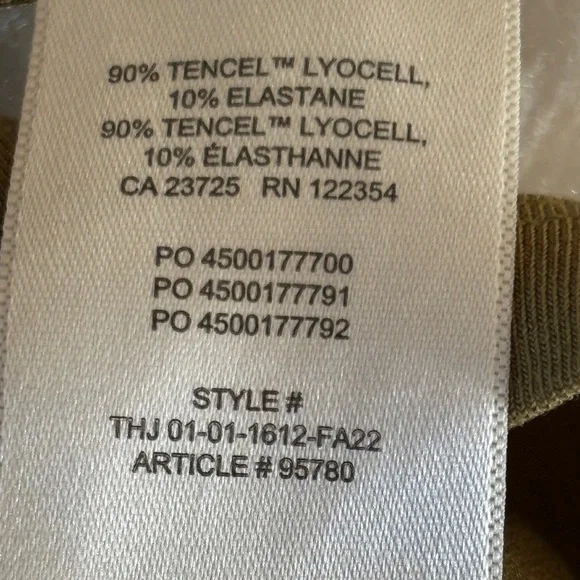 90% TENCEL™ LYOCELL,
10% ELASTANE
90% TENCEL™ LYOCELL,
10% ÉLASTHANNE
CA 23725 RN 122354
PO 4500177700
PO 4500177791
PO 4500177792
STYLE #
THJ 01-01-1612-FA22
ARTICLE # 95780